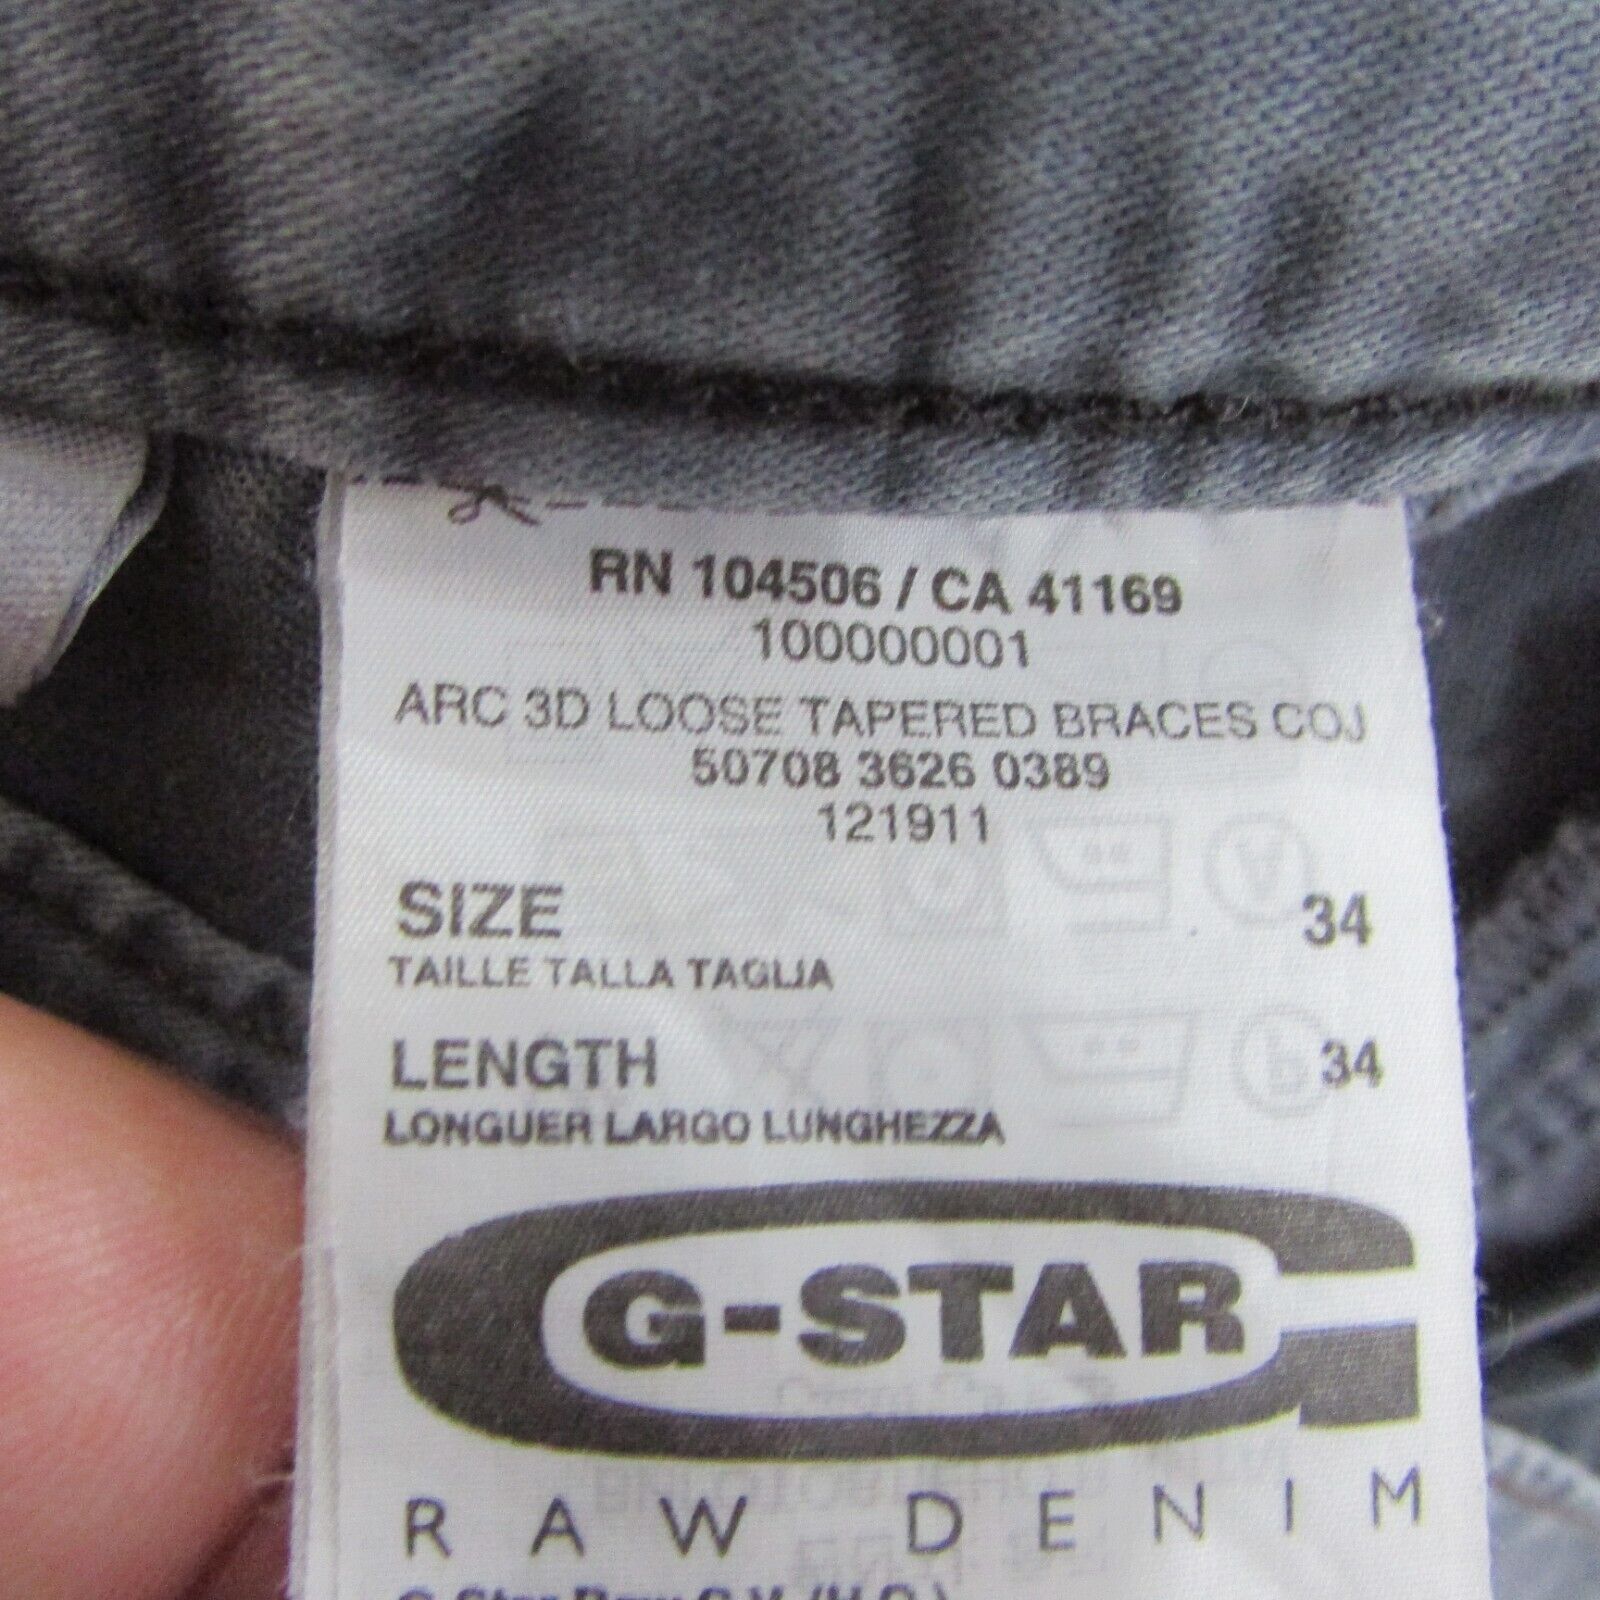 RN 104506 / CA 41169
100000001
ARC 3D LOOSE TAPERED BRACES COJ
50708 3626 0389
121911
SIZE 34
TAILLE TALLA TAGLIA
LENGTH 34
LONGUER LARGO LUNGHEZZA
G-STAR
RAW DENIM